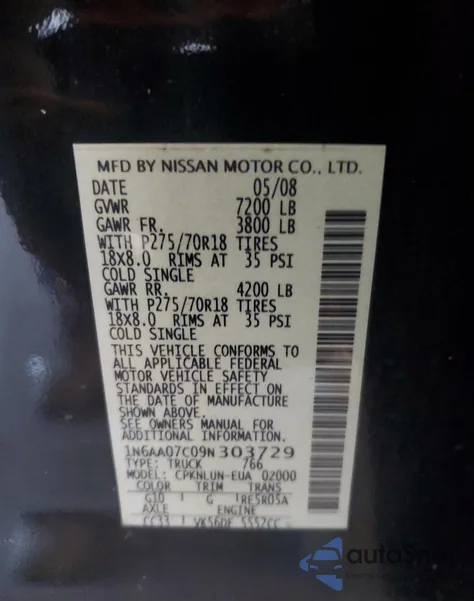 MFD BY NISSAN MOTOR CO., LTD.
DATE 05/08
GVWR 7200 LB
GAWR FR. 3800 LB
WITH P275/70R18 TIRES
18X8.0 RIMS AT 35 PSI
COLD SINGLE
GAWR RR. 4200 LB
WITH P275/70R18 TIRES
18X8.0 RIMS AT 35 PSI
COLD SINGLE
THIS VEHICLE CONFORMS TO
ALL APPLICABLE FEDERAL
MOTOR VEHICLE SAFETY
STANDARDS IN EFFECT ON
THE DATE OF MANUFACTURE
SHOWN ABOVE.
SEE OWNERS MANUAL FOR
ADDITIONAL INFORMATION.
1N6AA07C09N303729
TYPE: TRUCK 766
MODEL: CPKNLUN-EUA 02000
COLOR TRIM TRANS
G10 G RE5R05A
AXLE ENGINE
CC33 VK56DE 5552CC